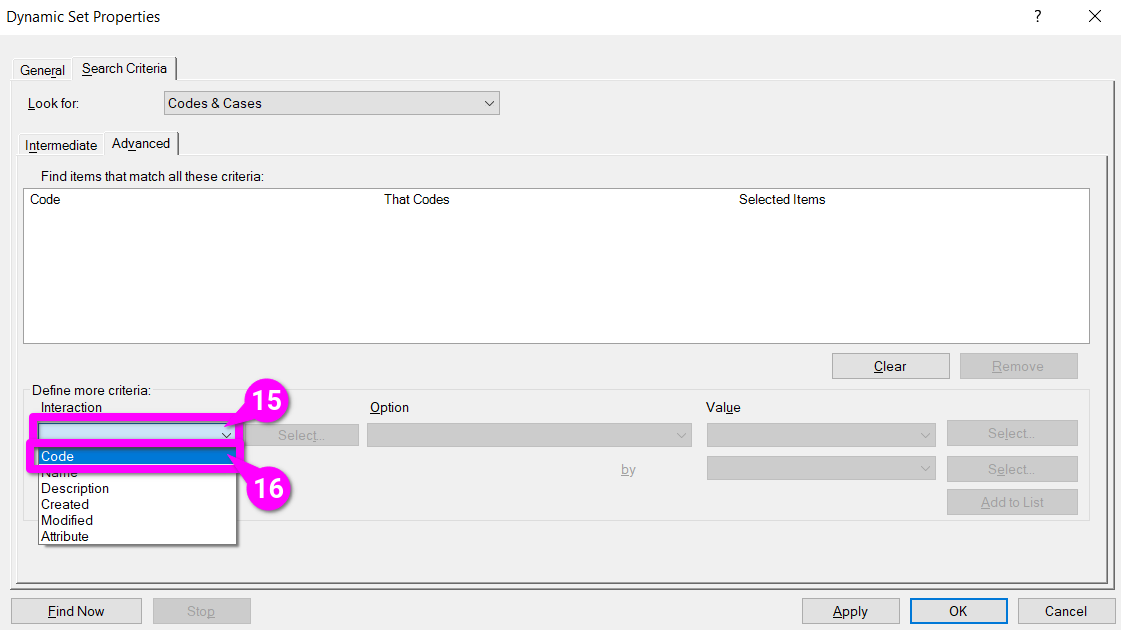 Dynamic Set Properties ?
General Search Criteria
Look for: Codes & Cases
Intermediate Advanced
Find items that match all these criteria:
Code That Codes Selected Items
Clear Remove
Define more criteria:
Interaction Option Value
15
Select... Select...
Code
Name
by Select...
16
Description
Created Add to List
Modified
Attribute
Find Now Stop Apply OK Cancel